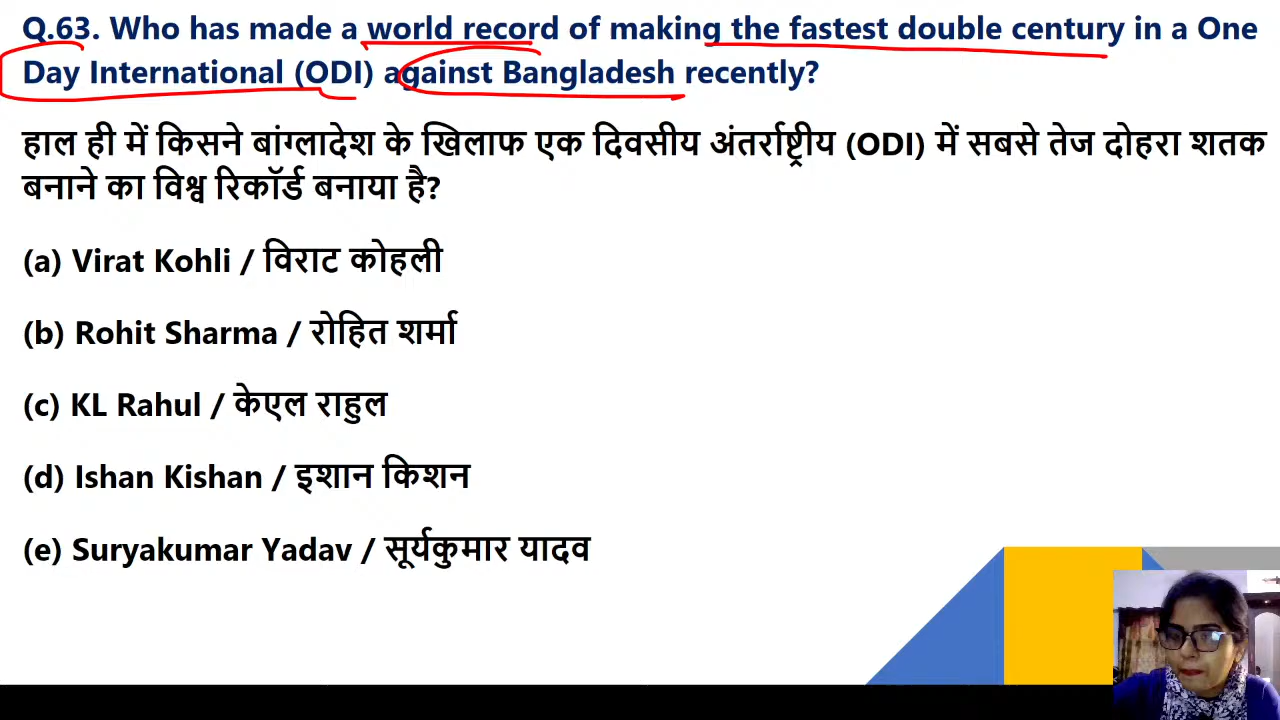 Q.63. Who has made a world record of making the fastest double century in a One
Day International (ODI) against Bangladesh recently?
हाल ही में किसने बांग्लादेश के खिलाफ एक दिवसीय अंतर्राष्ट्रीय (ODI) में सबसे तेज दोहरा शतक
बनाने का विश्व रिकॉर्ड बनाया है?
(a) Virat Kohli / विराट कोहली
(b) Rohit Sharma / रोहित शर्मा
(c) KL Rahul / केएल राहुल
(d) Ishan Kishan / इशान किशन
(e) Suryakumar Yadav / सूर्यकुमार यादव